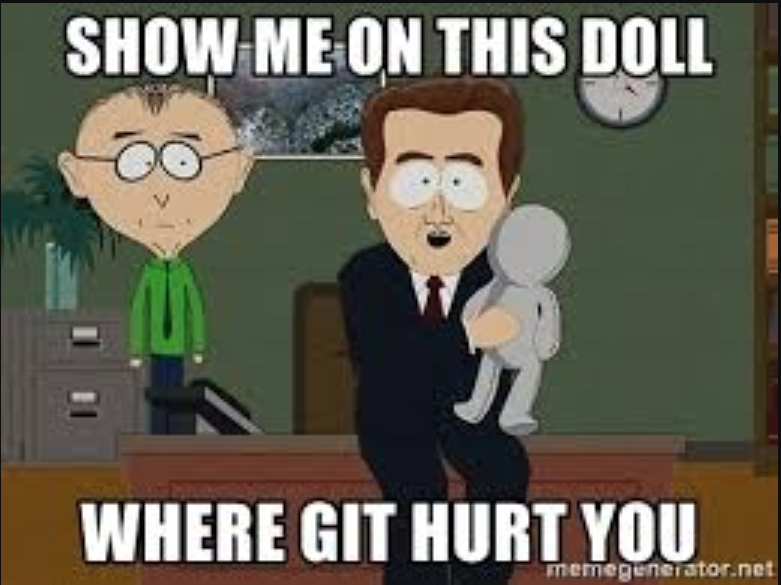 SHOW ME ON THIS DOLL
WHERE GIT HURT YOU
memegenerator.net